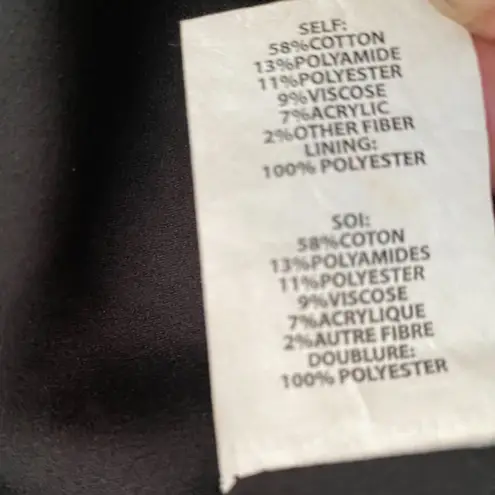 SELF:
58%COTTON
13%POLYAMIDE
11%POLYESTER
9%VISCOSE
7%ACRYLIC
2%OTHER FIBER
LINING:
100% POLYESTER
SOI:
58%COTON
13%POLYAMIDES
11%POLYESTER
9%VISCOSE
7%ACRYLIQUE
2%AUTRE FIBRE
DOUBLURE:
100% POLYESTER